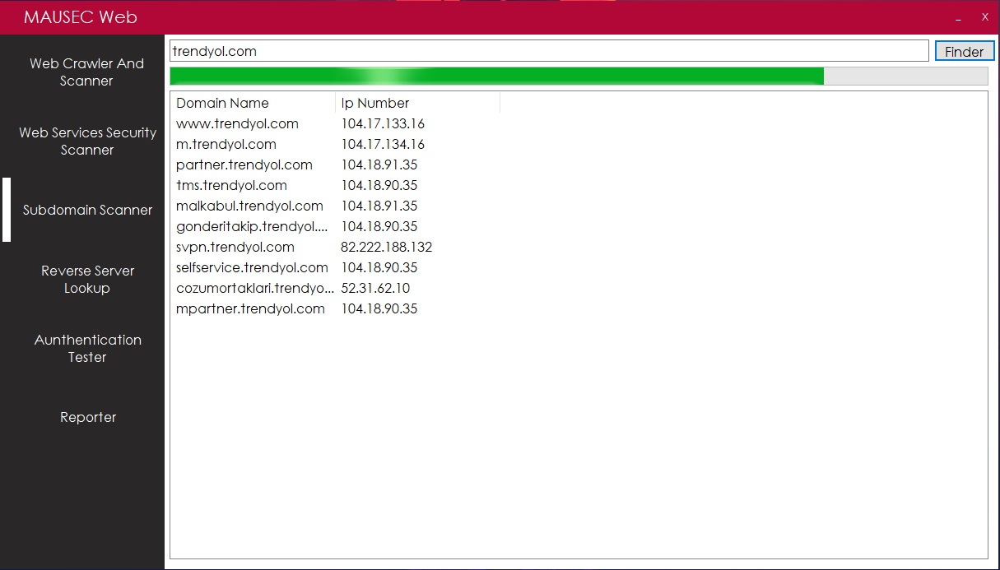 MAUSEC Web
_ X
Web Crawler And
Scanner
Web Services Security
Scanner
Subdomain Scanner
Reverse Server
Lookup
Aunthentication
Tester
Reporter
trendyol.com Finder
Domain Name Ip Number
www.trendyol.com 104.17.133.16
m.trendyol.com 104.17.134.16
partner.trendyol.com 104.18.91.35
tms.trendyol.com 104.18.90.35
malkabul.trendyol.com 104.18.91.35
gonderitakip.trendyol.... 104.18.90.35
svpn.trendyol.com 82.222.188.132
selfservice.trendyol.com 104.18.90.35
cozumortaklari.trendyo... 52.31.62.10
mpartner.trendyol.com 104.18.90.35